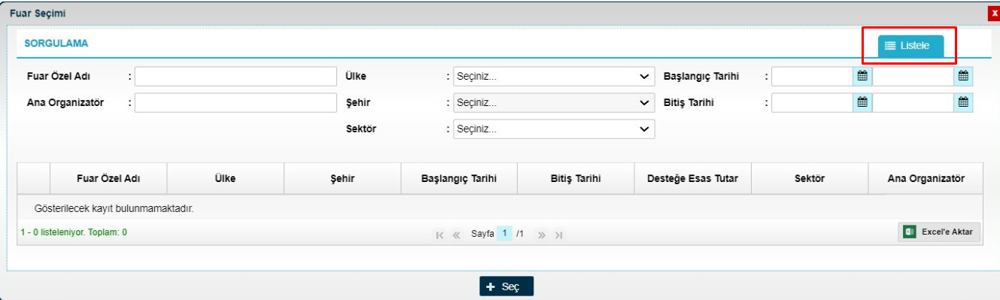 Fuar Seçimi
x
SORGULAMA
Listele
Fuar Özel Adı : Ülke : Seçiniz... Başlangıç Tarihi :
Ana Organizatör : Şehir : Seçiniz... Bitiş Tarihi :
Sektör : Seçiniz...
Fuar Özel Adı Ülke Şehir Başlangıç Tarihi Bitiş Tarihi Desteğe Esas Tutar Sektör Ana Organizatör
Gösterilecek kayıt bulunmamaktadır.
1 - 0 listeleniyor. Toplam: 0 Sayfa 1 /1 Excel'e Aktar
+ Seç